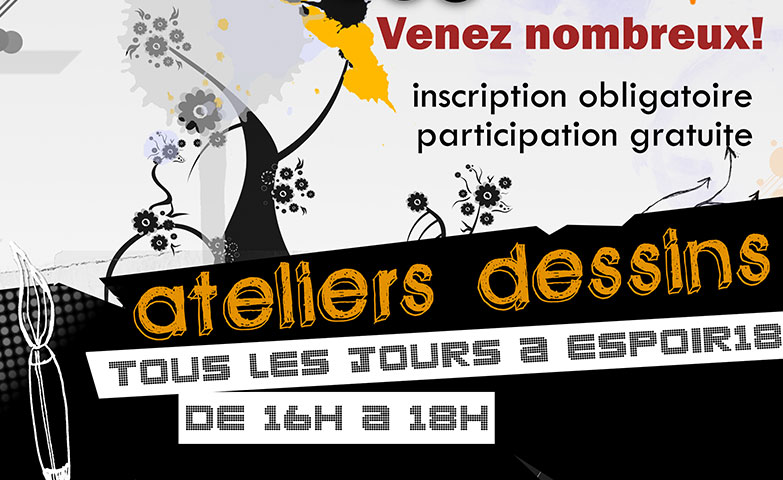 Venez nombreux!
inscription obligatoire
participation gratuite
ateliers dessins
TOUS LES JOURS a ESPOIR18
DE 16H a 18H